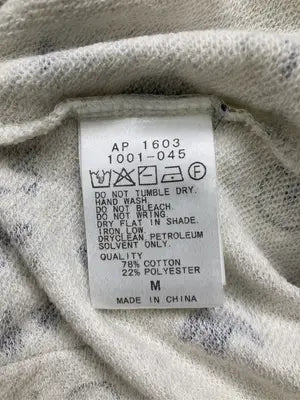 AP 1603
1001-045
F
DO NOT TUMBLE DRY.
HAND WASH.
DO NOT BLEACH.
DO NOT WRING.
DRY FLAT IN SHADE.
IRON LOW.
DRYCLEAN, PETROLEUM
SOLVENT ONLY.
QUALITY
78% COTTON
22% POLYESTER
M
MADE IN CHINA